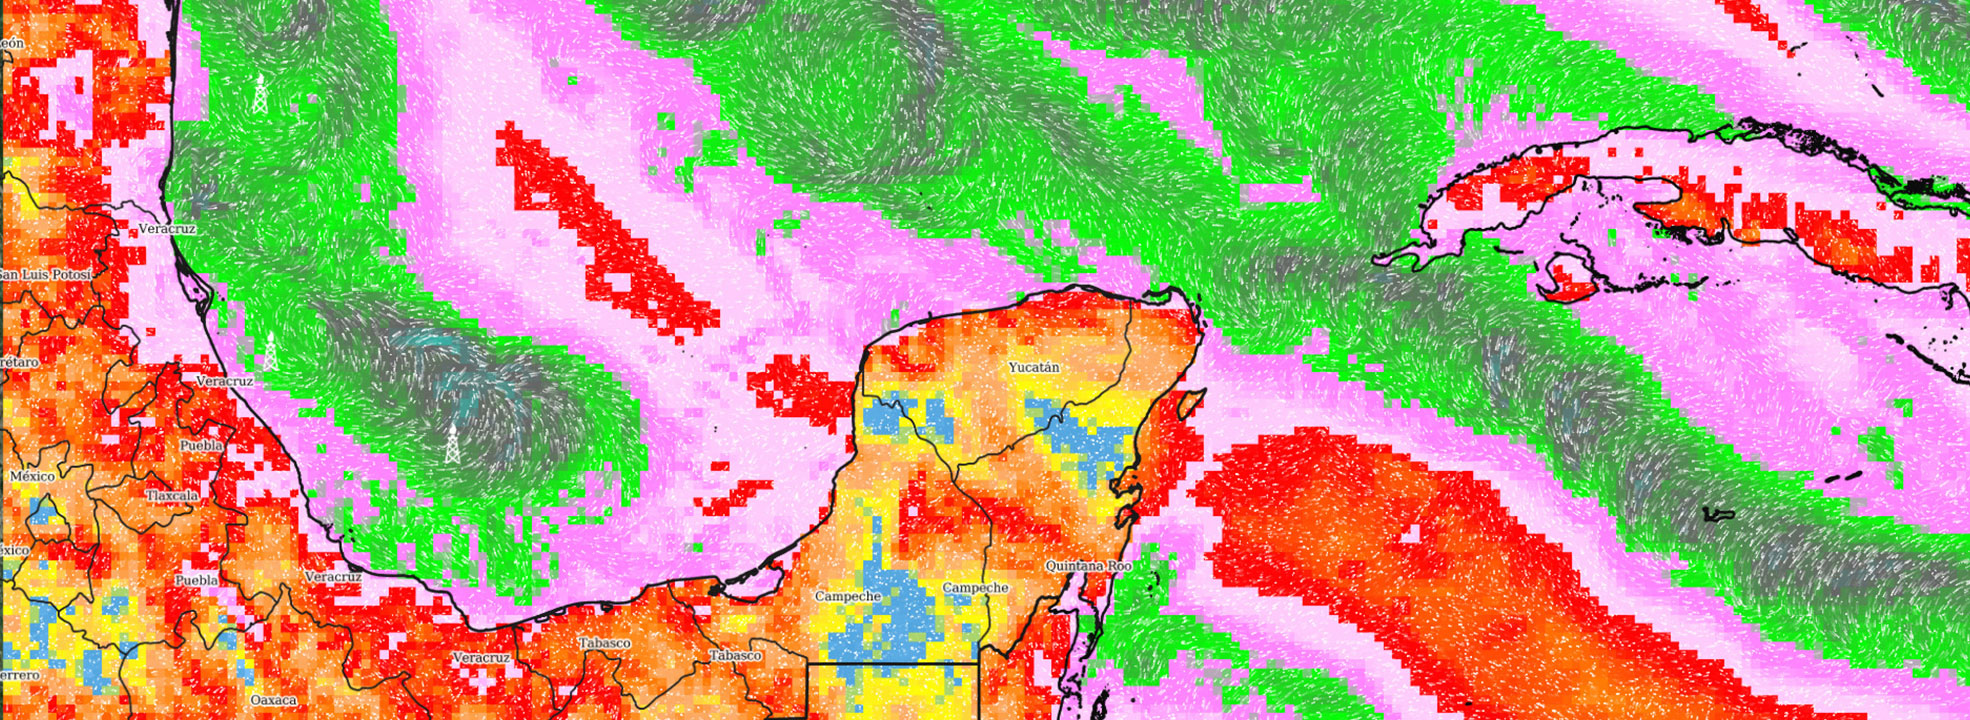 eón
Veracruz
San Luis Potosí
rétaro
Veracruz
Yucatán
Puebla
México
Tlaxcala
éxico
Puebla
Veracruz
Quintana Roo
Campeche
Campeche
Tabasco
Tabasco
Veracruz
errero
Oaxaca